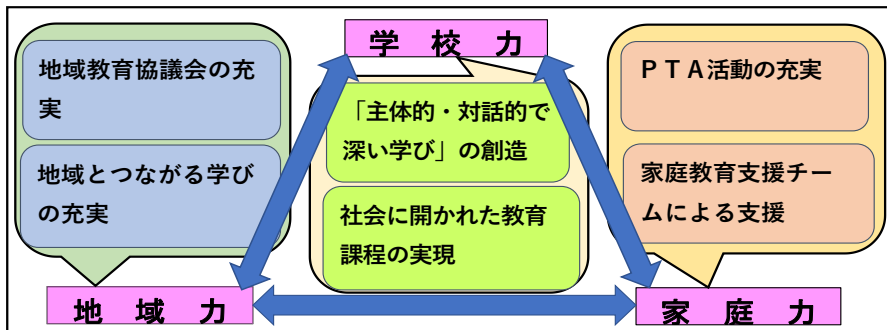 学 校 力
地域教育協議会の充
実
地域とつながる学び
の充実
「主体的・対話的で
深い学び」の創造
社会に開かれた教育
課程の実現
ＰＴＡ活動の充実
家庭教育支援チー
ムによる支援
地 域 力
家 庭 力